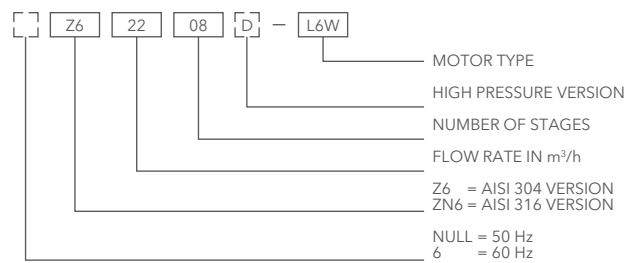 Z6 22 08 D – L6W
MOTOR TYPE
HIGH PRESSURE VERSION
NUMBER OF STAGES
FLOW RATE IN m³/h
Z6 = AISI 304 VERSION
ZN6 = AISI 316 VERSION
NULL = 50 Hz
6 = 60 Hz